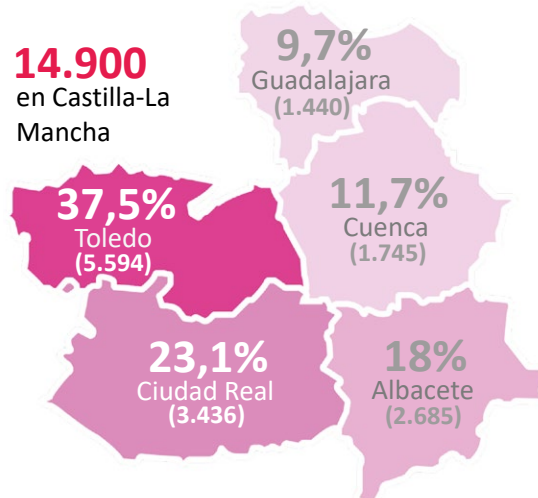 14.900
en Castilla-La
Mancha
9,7%
Guadalajara
(1.440)
37,5%
Toledo
(5.594)
11,7%
Cuenca
(1.745)
23,1%
Ciudad Real
(3.436)
18%
Albacete
(2.685)